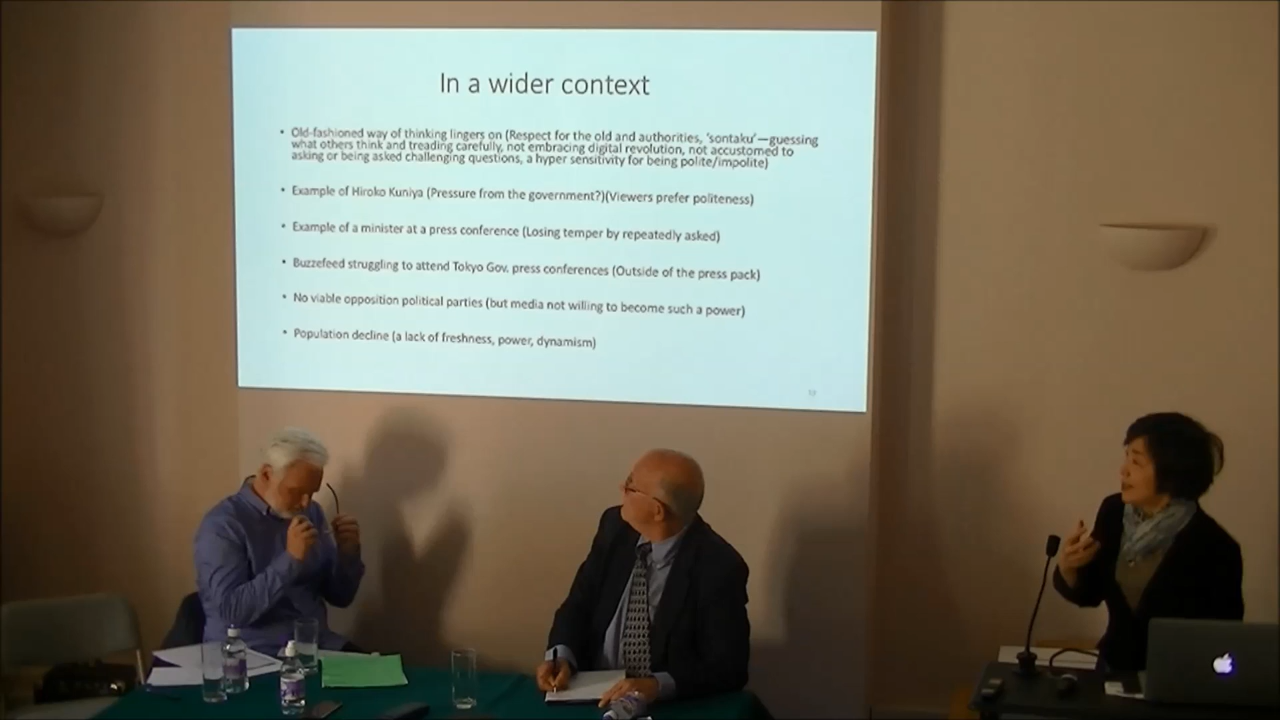 In a wider context
• Old-fashioned way of thinking lingers on (Respect for the old and authorities, 'sontaku'—guessing
what others think and treading carefully, not embracing digital revolution, not accustomed to
asking or being asked challenging questions, a hyper sensitivity for being polite/impolite)
• Example of Hiroko Kuniya (Pressure from the government?)(Viewers prefer politeness)
• Example of a minister at a press conference (Losing temper by repeatedly asked)
• Buzzefeed struggling to attend Tokyo Gov. press conferences (Outside of the press pack)
• No viable opposition political parties (but media not willing to become such a power)
• Population decline (a lack of freshness, power, dynamism)